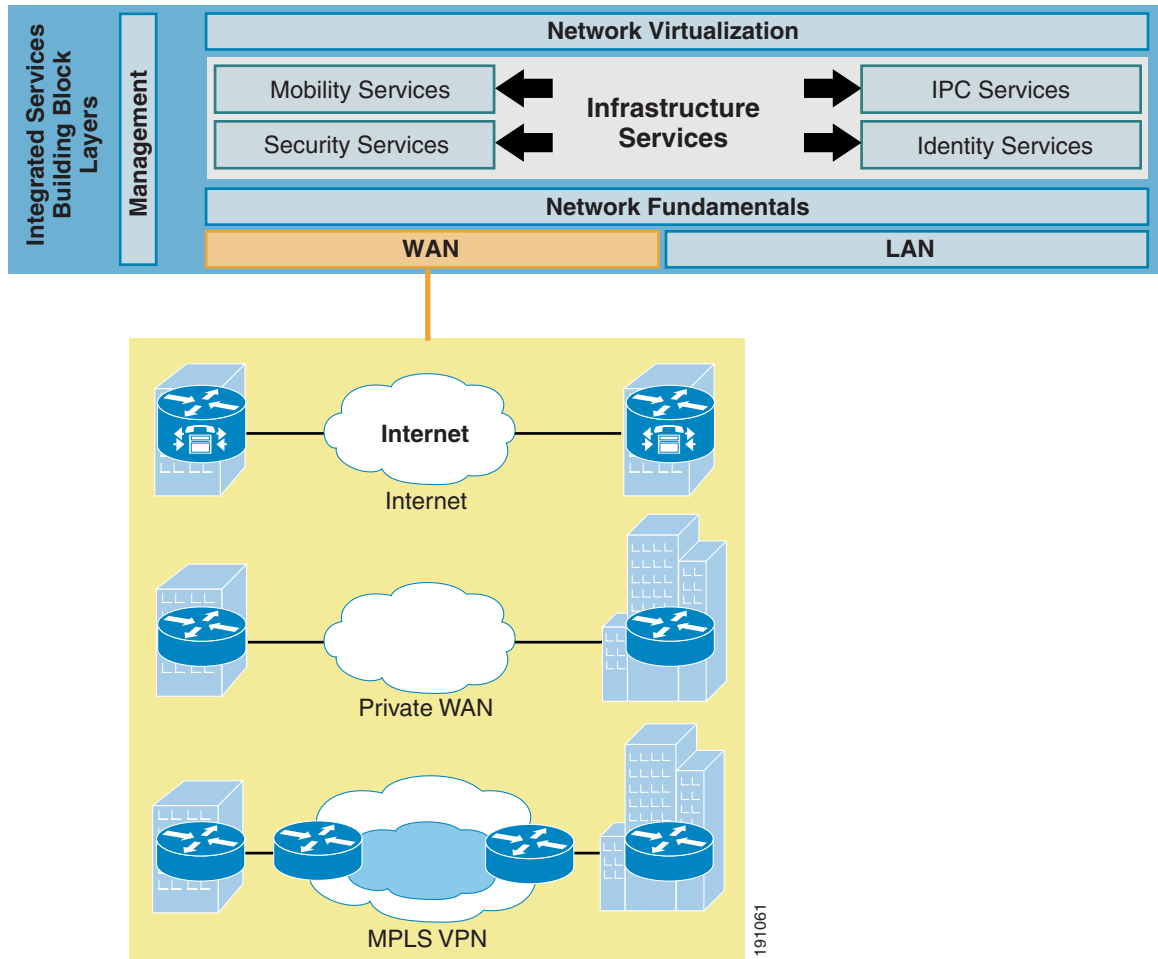 Integrated Services
Building Block
Layers
Management
Network Virtualization
Mobility Services
Security Services
Infrastructure
Services
IPC Services
Identity Services
Network Fundamentals
WAN
LAN
Internet
Internet
Private WAN
MPLS VPN
191061